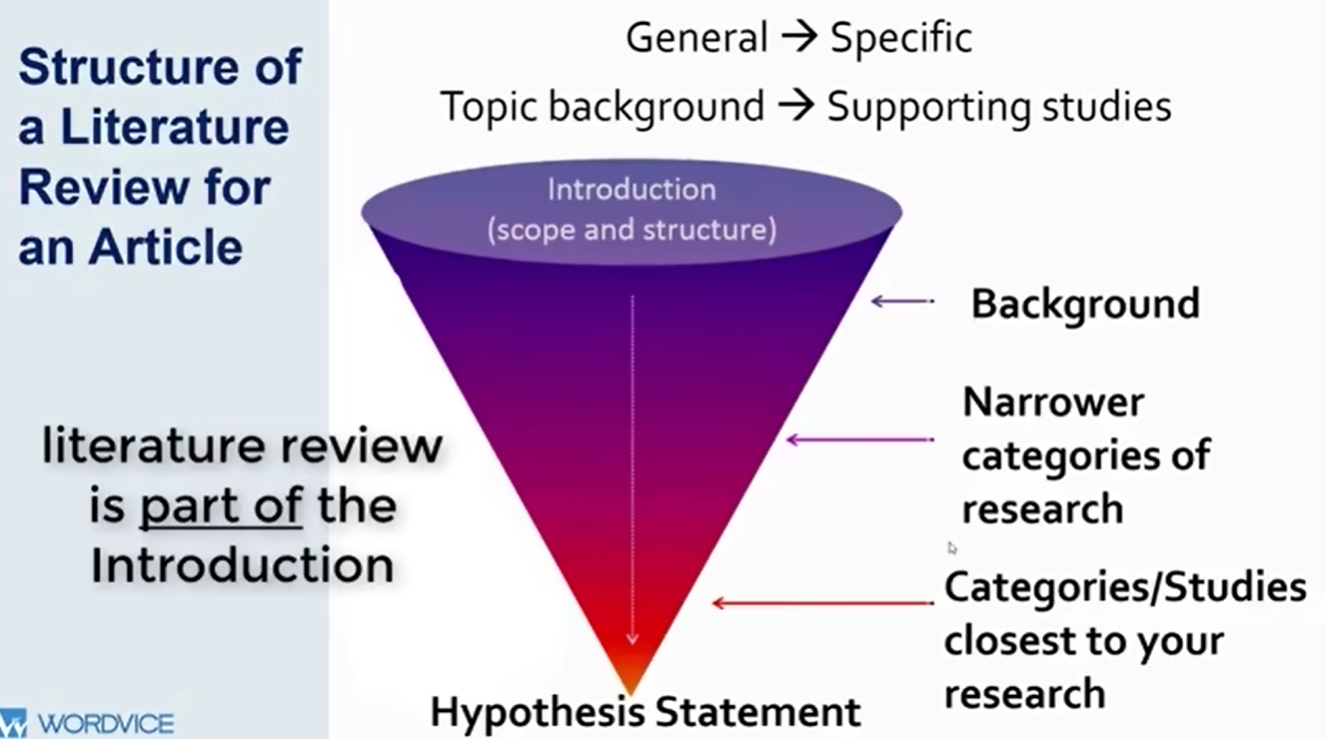 Structure of
a Literature
Review for
an Article
General → Specific
Topic background → Supporting studies
Introduction
(scope and structure)
Background
Narrower
categories of
research
Categories/Studies
closest to your
research
Hypothesis Statement
literature review
is part of the
Introduction
WORDVICE